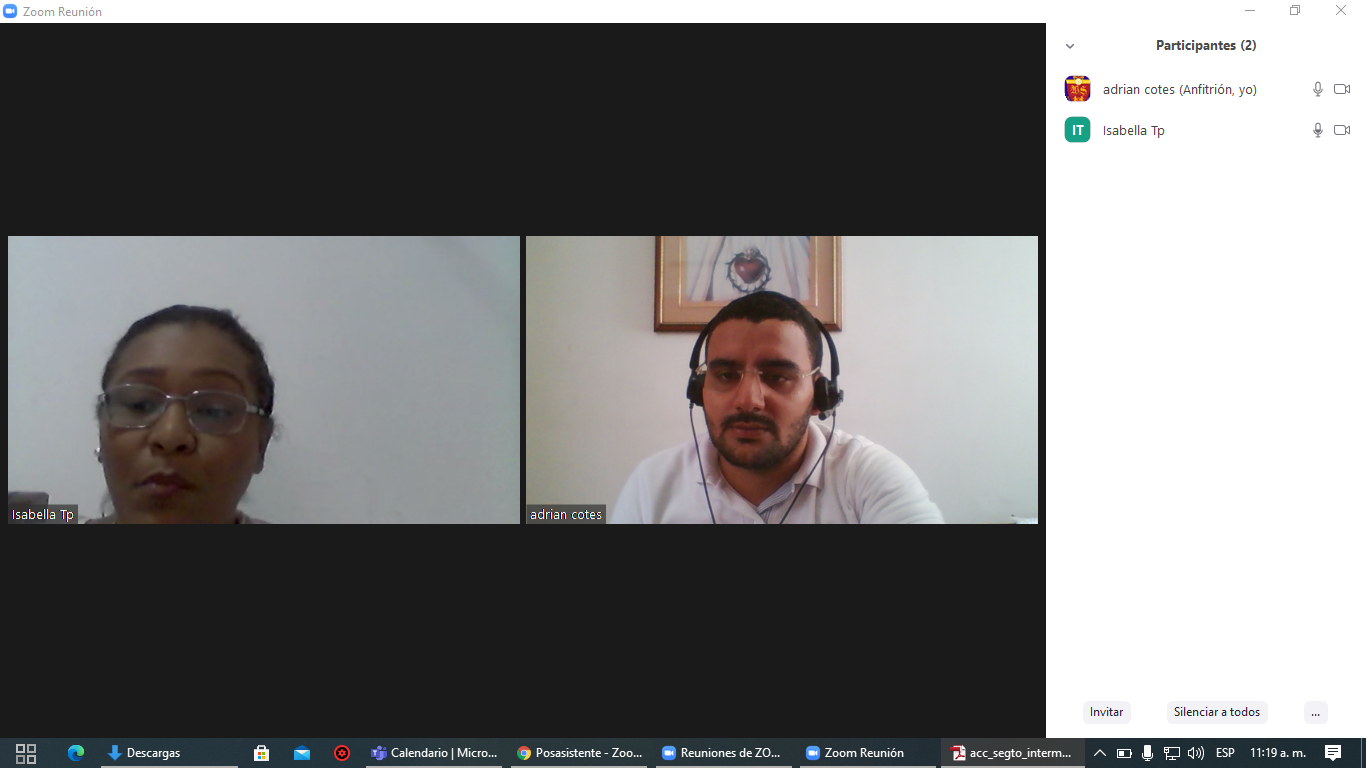 Zoom Reunión
Participantes (2)
adrian cotes (Anfitrión, yo)
IT
Isabella Tp
Isabella Tp
adrian cotes
Invitar
Silenciar a todos
...
Descargas
Calendario | Micro...
Posasistente - Zoo...
Reuniones de ZO...
Zoom Reunión
acc_segto_interm...
ESP
11:19 a. m.